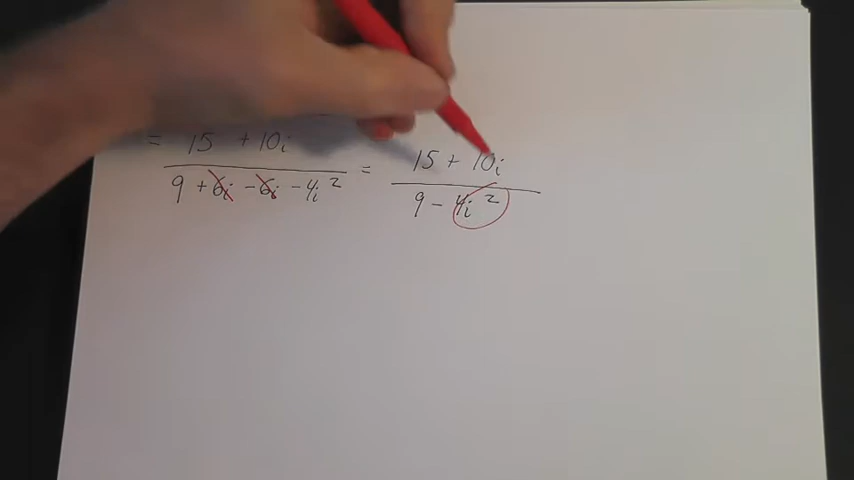 = 15 + 10i / 9 + 6i - 6i - 4i² = 15 + 10i / 9 - 4i²